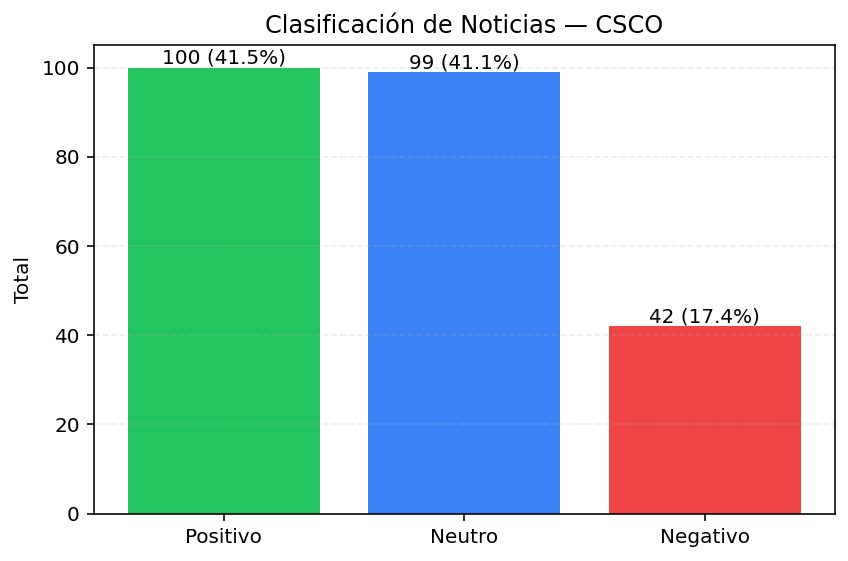 Clasificación de Noticias — CSCO
100 (41.5%)
99 (41.1%)
42 (17.4%)
100
80
60
40
20
0
Total
Positivo
Neutro
Negativo